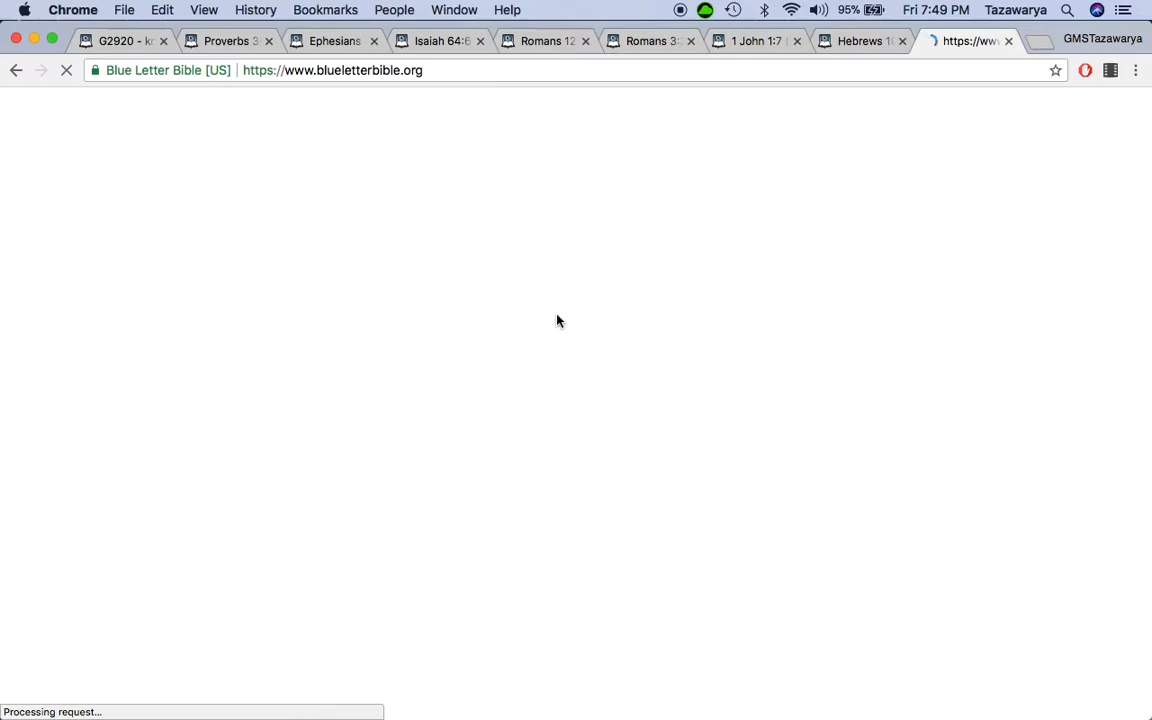 Chrome File Edit View History Bookmarks People Window Help 95% Fri 7:49 PM Tazawarya
G2920 - kr Proverbs 3 Ephesians Isaiah 64:6 Romans 12 Romans 3: 1 John 1:7 Hebrews 10 https://ww GMSTazawarya
Blue Letter Bible [US] https://www.blueletterbible.org
Processing request...